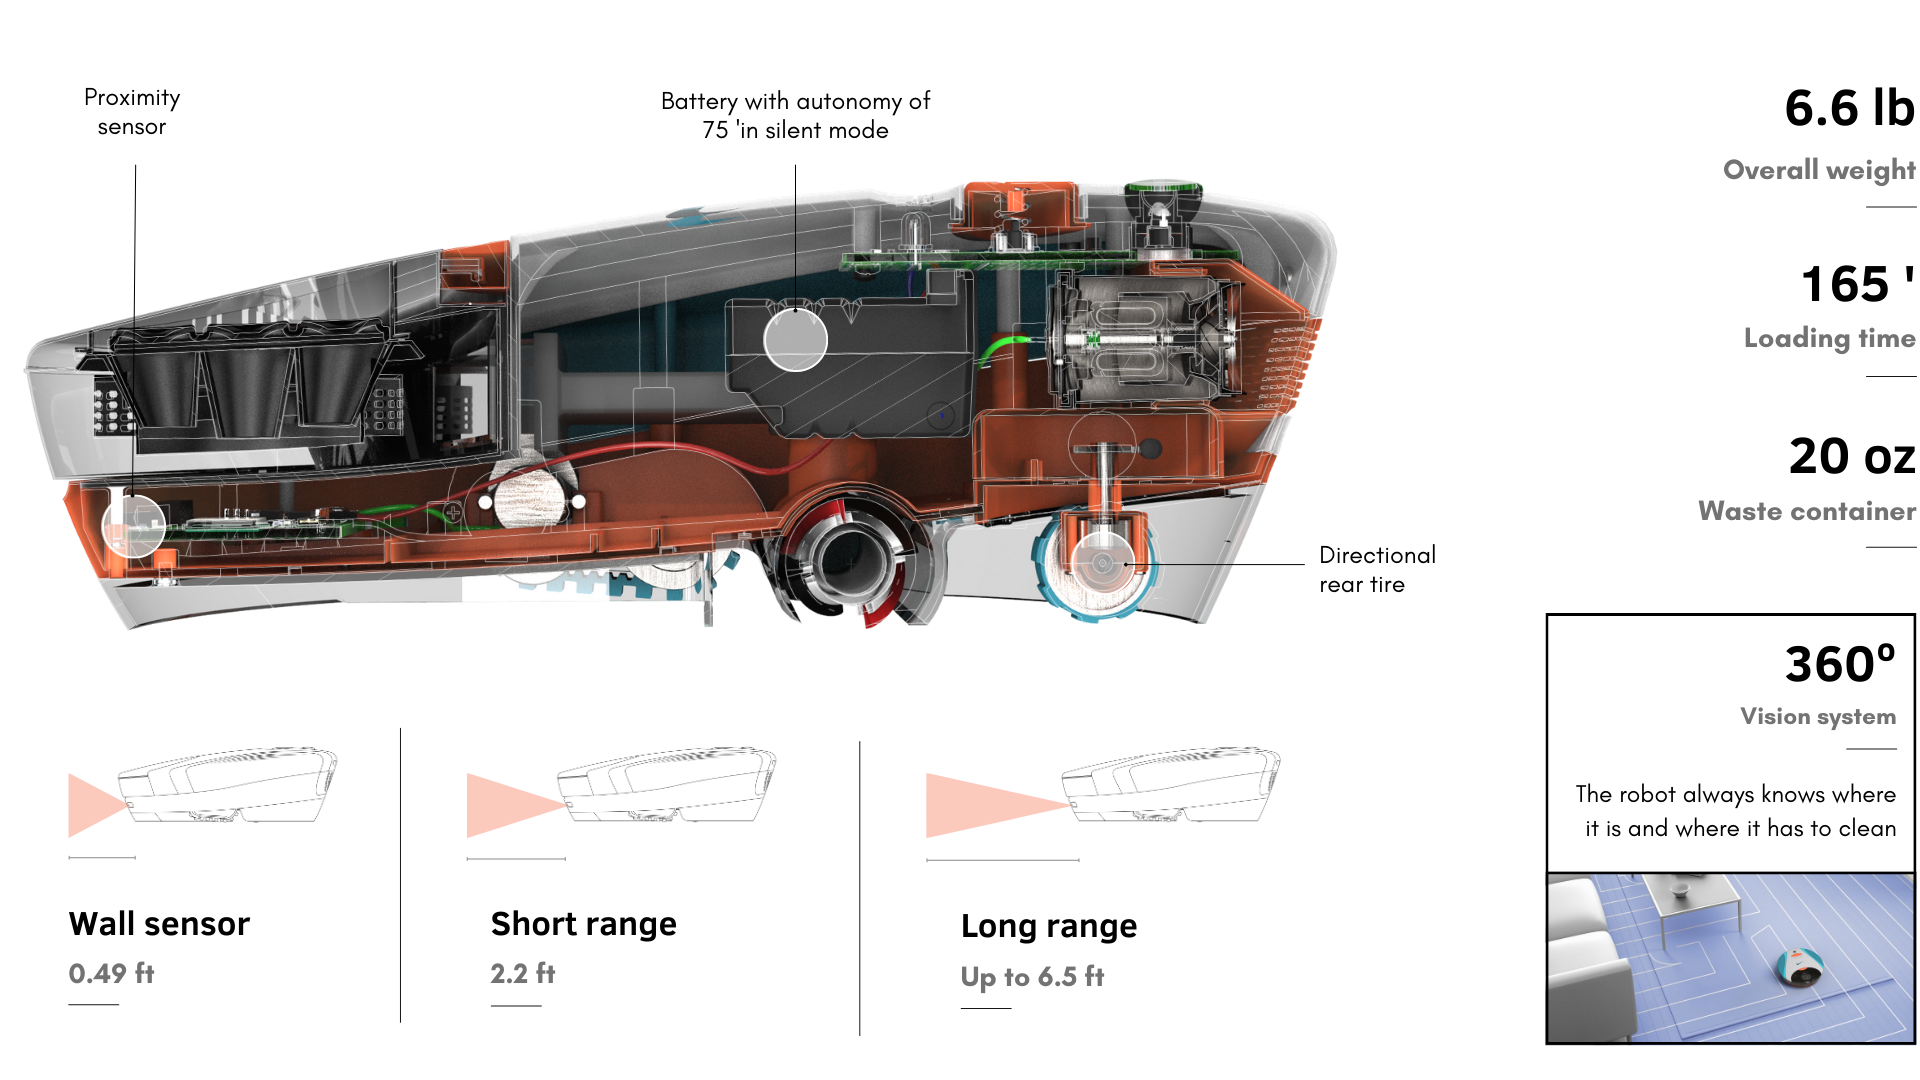 Proximity
sensor
Battery with autonomy of
75 'in silent mode
Directional
rear tire
6.6 lb
Overall weight
165 '
Loading time
20 oz
Waste container
360º
Vision system
The robot always knows where
it is and where it has to clean
Wall sensor
0.49 ft
Short range
2.2 ft
Long range
Up to 6.5 ft